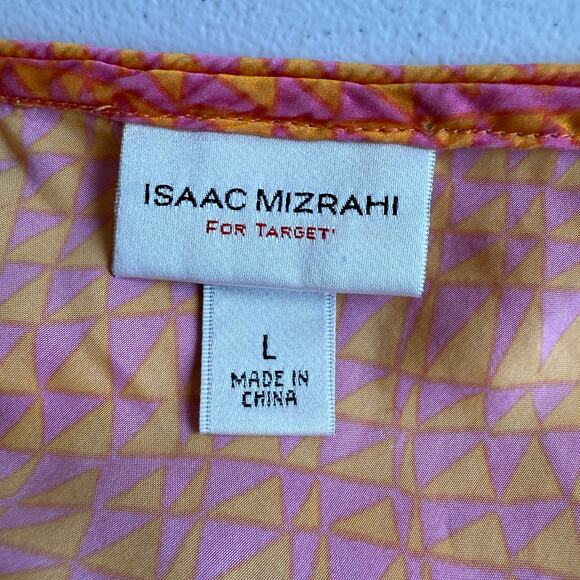 ISAAC MIZRAHI
FOR TARGET
L
MADE IN
CHINA